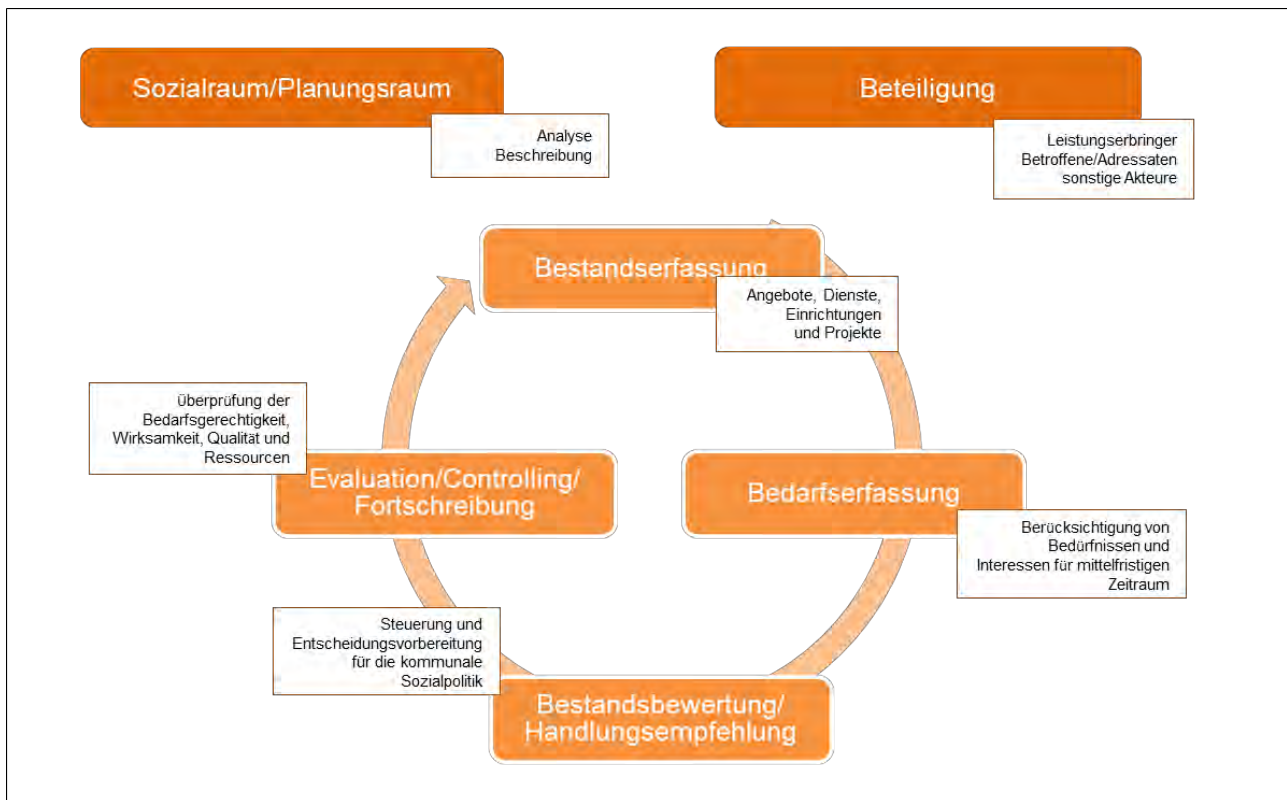 Sozialraum/Planungsraum
Analyse
Beschreibung
Beteiligung
Leistungserbringer
Betroffene/Adressaten
sonstige Akteure
Bestandserfassung
Angebote, Dienste,
Einrichtungen
und Projekte
Bedarfserfassung
Berücksichtigung von
Bedürfnissen und
Interessen für mittelfristigen
Zeitraum
Bestandsbewertung/
Handlungsempfehlung
Steuerung und
Entscheidungsvorbereitung
für die kommunale
Sozialpolitik
Evaluation/Controlling/
Fortschreibung
überprüfung der
Bedarfsgerechtigkeit,
Wirksamkeit, Qualität und
Ressourcen